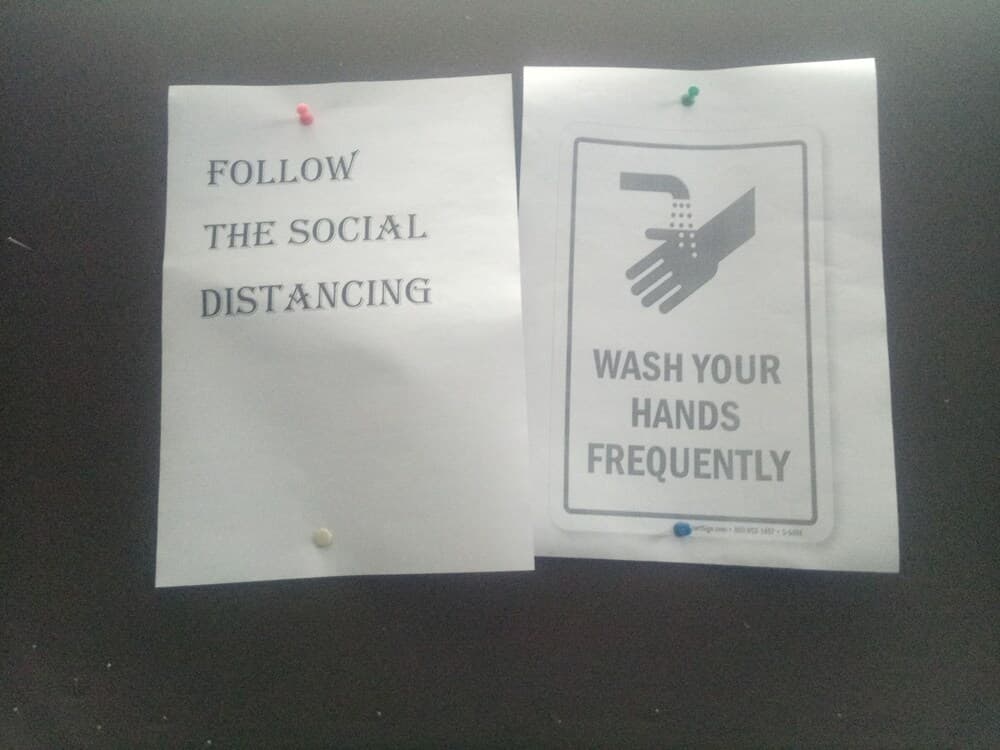 FOLLOW
THE SOCIAL
DISTANCING
WASH YOUR
HANDS
FREQUENTLY